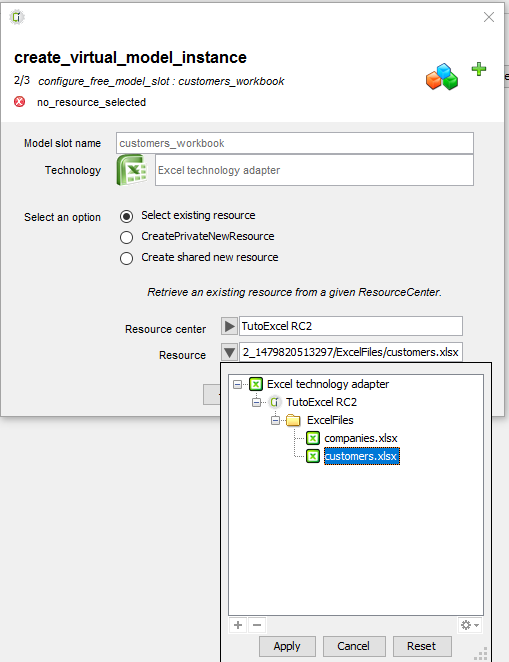 create_virtual_model_instance
2/3 configure_free_model_slot : customers_workbook
no_resource_selected
Model slot name customers_workbook
Technology Excel technology adapter
Select an option Select existing resource
CreatePrivateNewResource
Create shared new resource
Retrieve an existing resource from a given ResourceCenter.
Resource center TutoExcel RC2
Resource 2_1479820513297/ExcelFiles/customers.xlsx
Excel technology adapter
TutoExcel RC2
ExcelFiles
companies.xlsx
customers.xlsx
Apply Cancel Reset